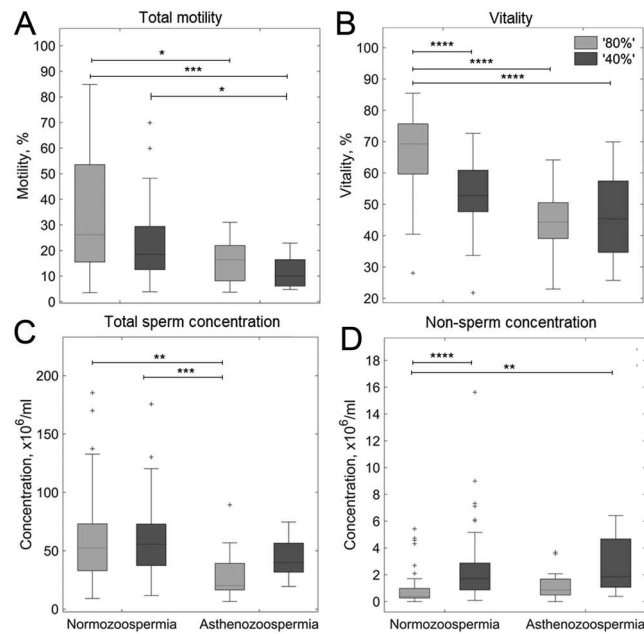 A
Total motility
Motility, %
100
90
80
70
60
50
40
30
20
10
0
*
***
*
B
Vitality
Vitality, %
100
90
80
70
60
50
40
30
20
****
****
****
'80%'
'40%'
C
Total sperm concentration
Concentration, x10⁶/ml
200
150
100
50
0
**
***
Normozoospermia
Asthenozoospermia
D
Non-sperm concentration
Concentration, x10⁶/ml
18
16
14
12
10
8
6
4
2
0
****
**
Normozoospermia
Asthenozoospermia